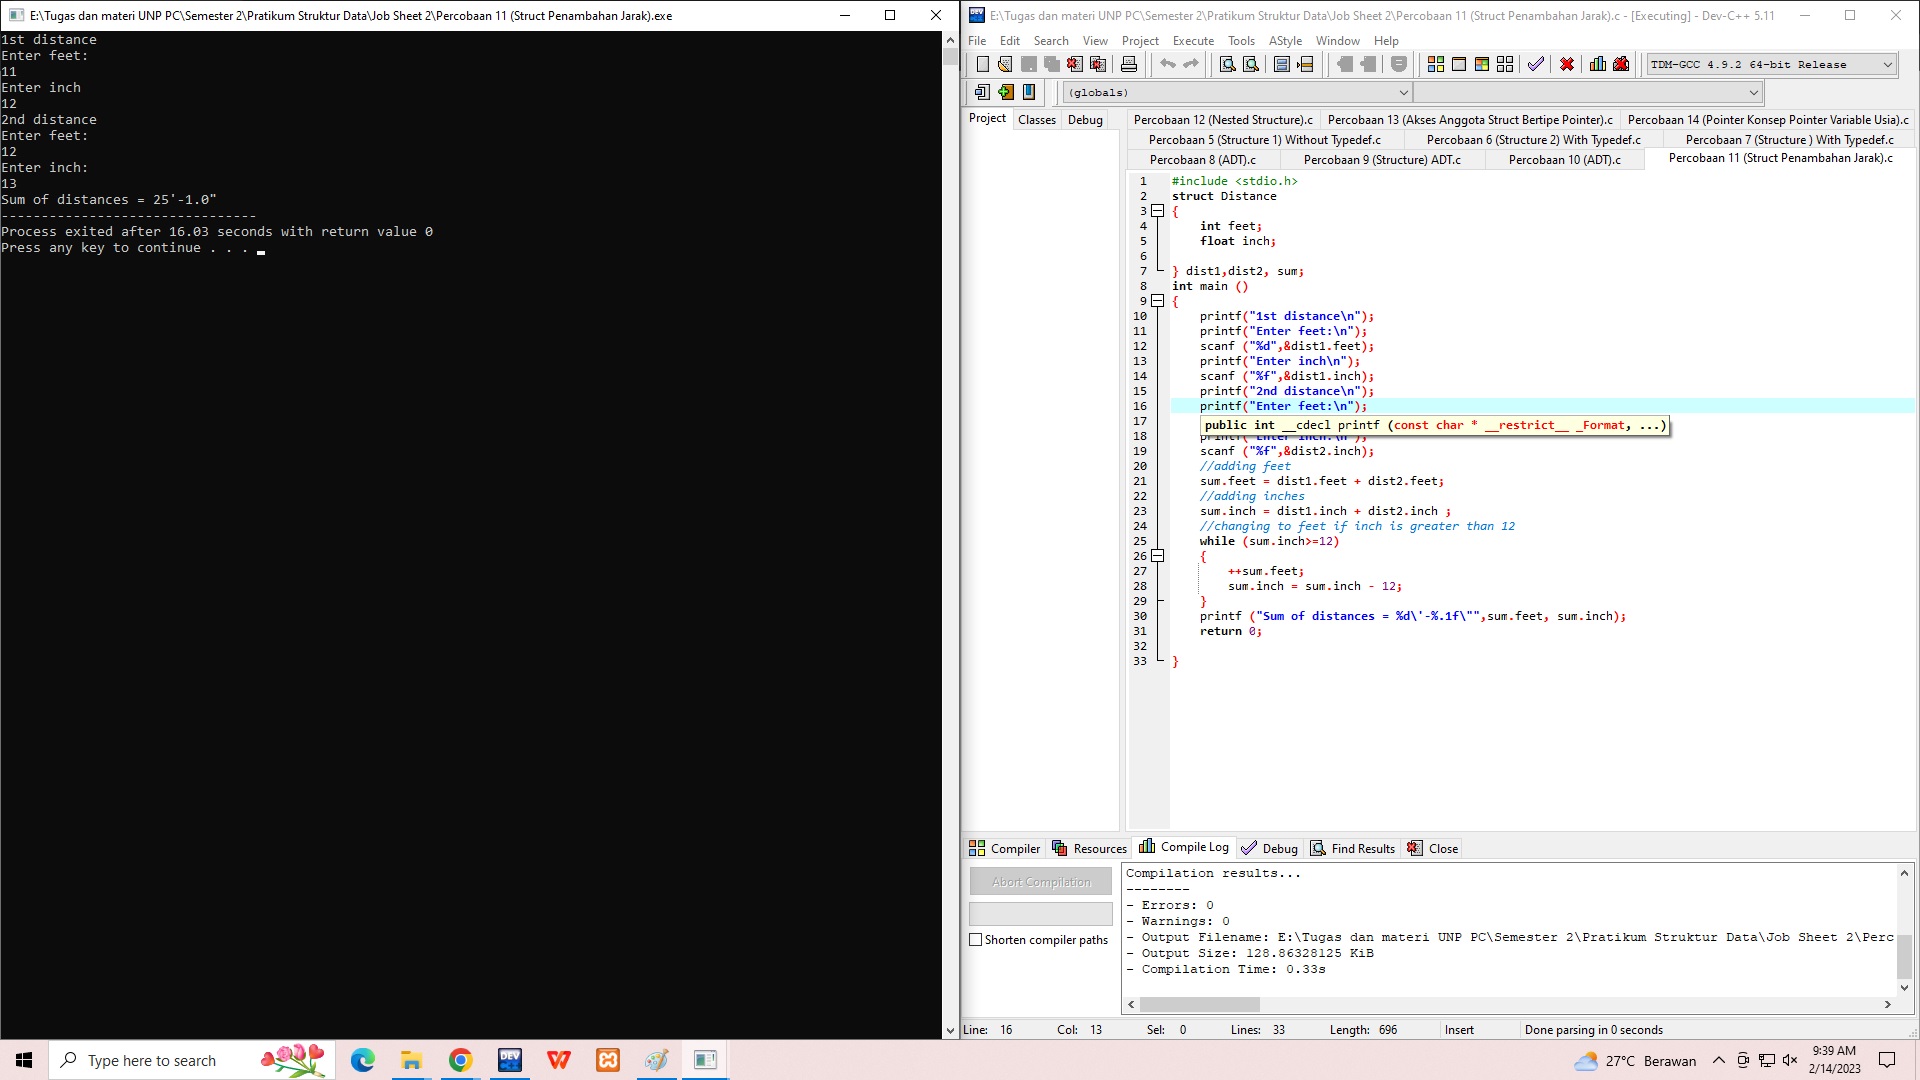 E:\Tugas dan materi UNP PC\Semester 2\Pratikum Struktur Data\Job Sheet 2\Percobaan 11 (Struct Penambahan Jarak).exe
1st distance
Enter feet:
11
Enter inch
12
2nd distance
Enter feet:
12
Enter inch:
13
Sum of distances = 25'-1.0"
--------------------------------
Process exited after 16.03 seconds with return value 0
Press any key to continue . . .
E:\Tugas dan materi UNP PC\Semester 2\Pratikum Struktur Data\Job Sheet 2\Percobaan 11 (Struct Penambahan Jarak).c - [Executing] - Dev-C++ 5.11
File Edit Search View Project Execute Tools AStyle Window Help
TDM-GCC 4.9.2 64-bit Release
(globals)
Project Classes Debug
Percobaan 12 (Nested Structure).c Percobaan 13 (Akses Anggota Struct Bertipe Pointer).c Percobaan 14 (Pointer Konsep Pointer Variable Usia).c
Percobaan 5 (Structure 1) Without Typedef.c Percobaan 6 (Structure 2) With Typedef.c Percobaan 7 (Structure ) With Typedef.c
Percobaan 8 (ADT).c Percobaan 9 (Structure) ADT.c Percobaan 10 (ADT).c Percobaan 11 (Struct Penambahan Jarak).c
1 #include <stdio.h>
2 struct Distance
3 {
4 int feet;
5 float inch;
6
7 } dist1,dist2, sum;
8 int main ()
9 {
10 printf("1st distance\n");
11 printf("Enter feet:\n");
12 scanf ("%d",&dist1.feet);
13 printf("Enter inch\n");
14 scanf ("%f",&dist1.inch);
15 printf("2nd distance\n");
16 printf("Enter feet:\n");
17 public int __cdecl printf (const char * __restrict__ _Format, ...)
18 printf("Enter inch:\n");
19 scanf ("%f",&dist2.inch);
20 //adding feet
21 sum.feet = dist1.feet + dist2.feet;
22 //adding inches
23 sum.inch = dist1.inch + dist2.inch ;
24 //changing to feet if inch is greater than 12
25 while (sum.inch>=12)
26 {
27 ++sum.feet;
28 sum.inch = sum.inch - 12;
29 }
30 printf ("Sum of distances = %d\'-%.1f\"",sum.feet, sum.inch);
31 return 0;
32
33 }
Compiler Resources Compile Log Debug Find Results Close
Abort Compilation
Shorten compiler paths
Compilation results...
--------
- Errors: 0
- Warnings: 0
- Output Filename: E:\Tugas dan materi UNP PC\Semester 2\Pratikum Struktur Data\Job Sheet 2\Perc
- Output Size: 128.86328125 KiB
- Compilation Time: 0.33s
Line: 16 Col: 13 Sel: 0 Lines: 33 Length: 696 Insert Done parsing in 0 seconds
Type here to search
DEV
27°C Berawan
9:39 AM
2/14/2023